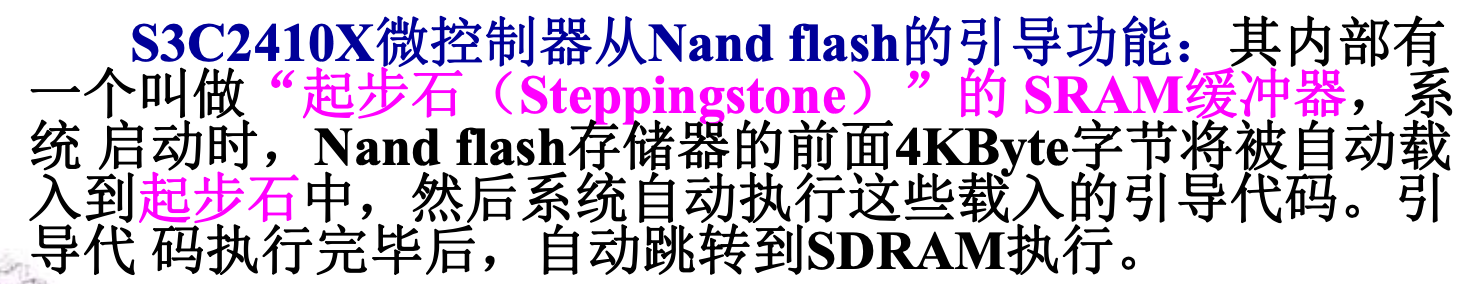 S3C2410X微控制器从Nand flash的引导功能：其内部有
一个叫做“起步石（Steppingstone）”的 SRAM缓冲器，系
统 启动时，Nand flash存储器的前面4KByte字节将被自动载
入到起步石中，然后系统自动执行这些载入的引导代码。引
导代 码执行完毕后，自动跳转到SDRAM执行。